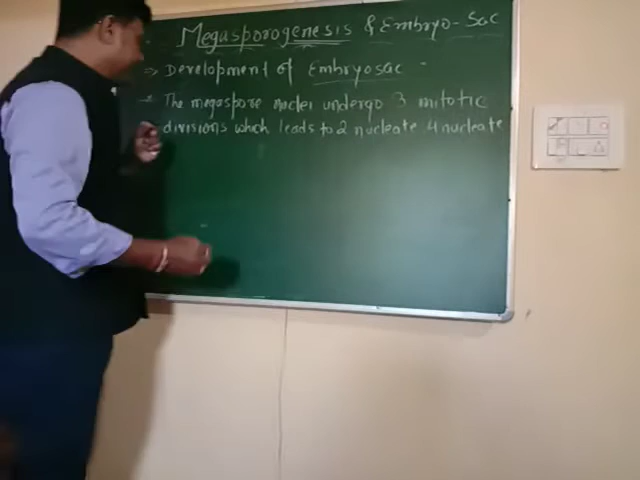 Megasporogenesis & Embryo-Sac
⇒ Development of Embryosac -
The megaspore nuclei undergo 3 mitotic
divisions which leads to 2 nucleate 4 nucleate